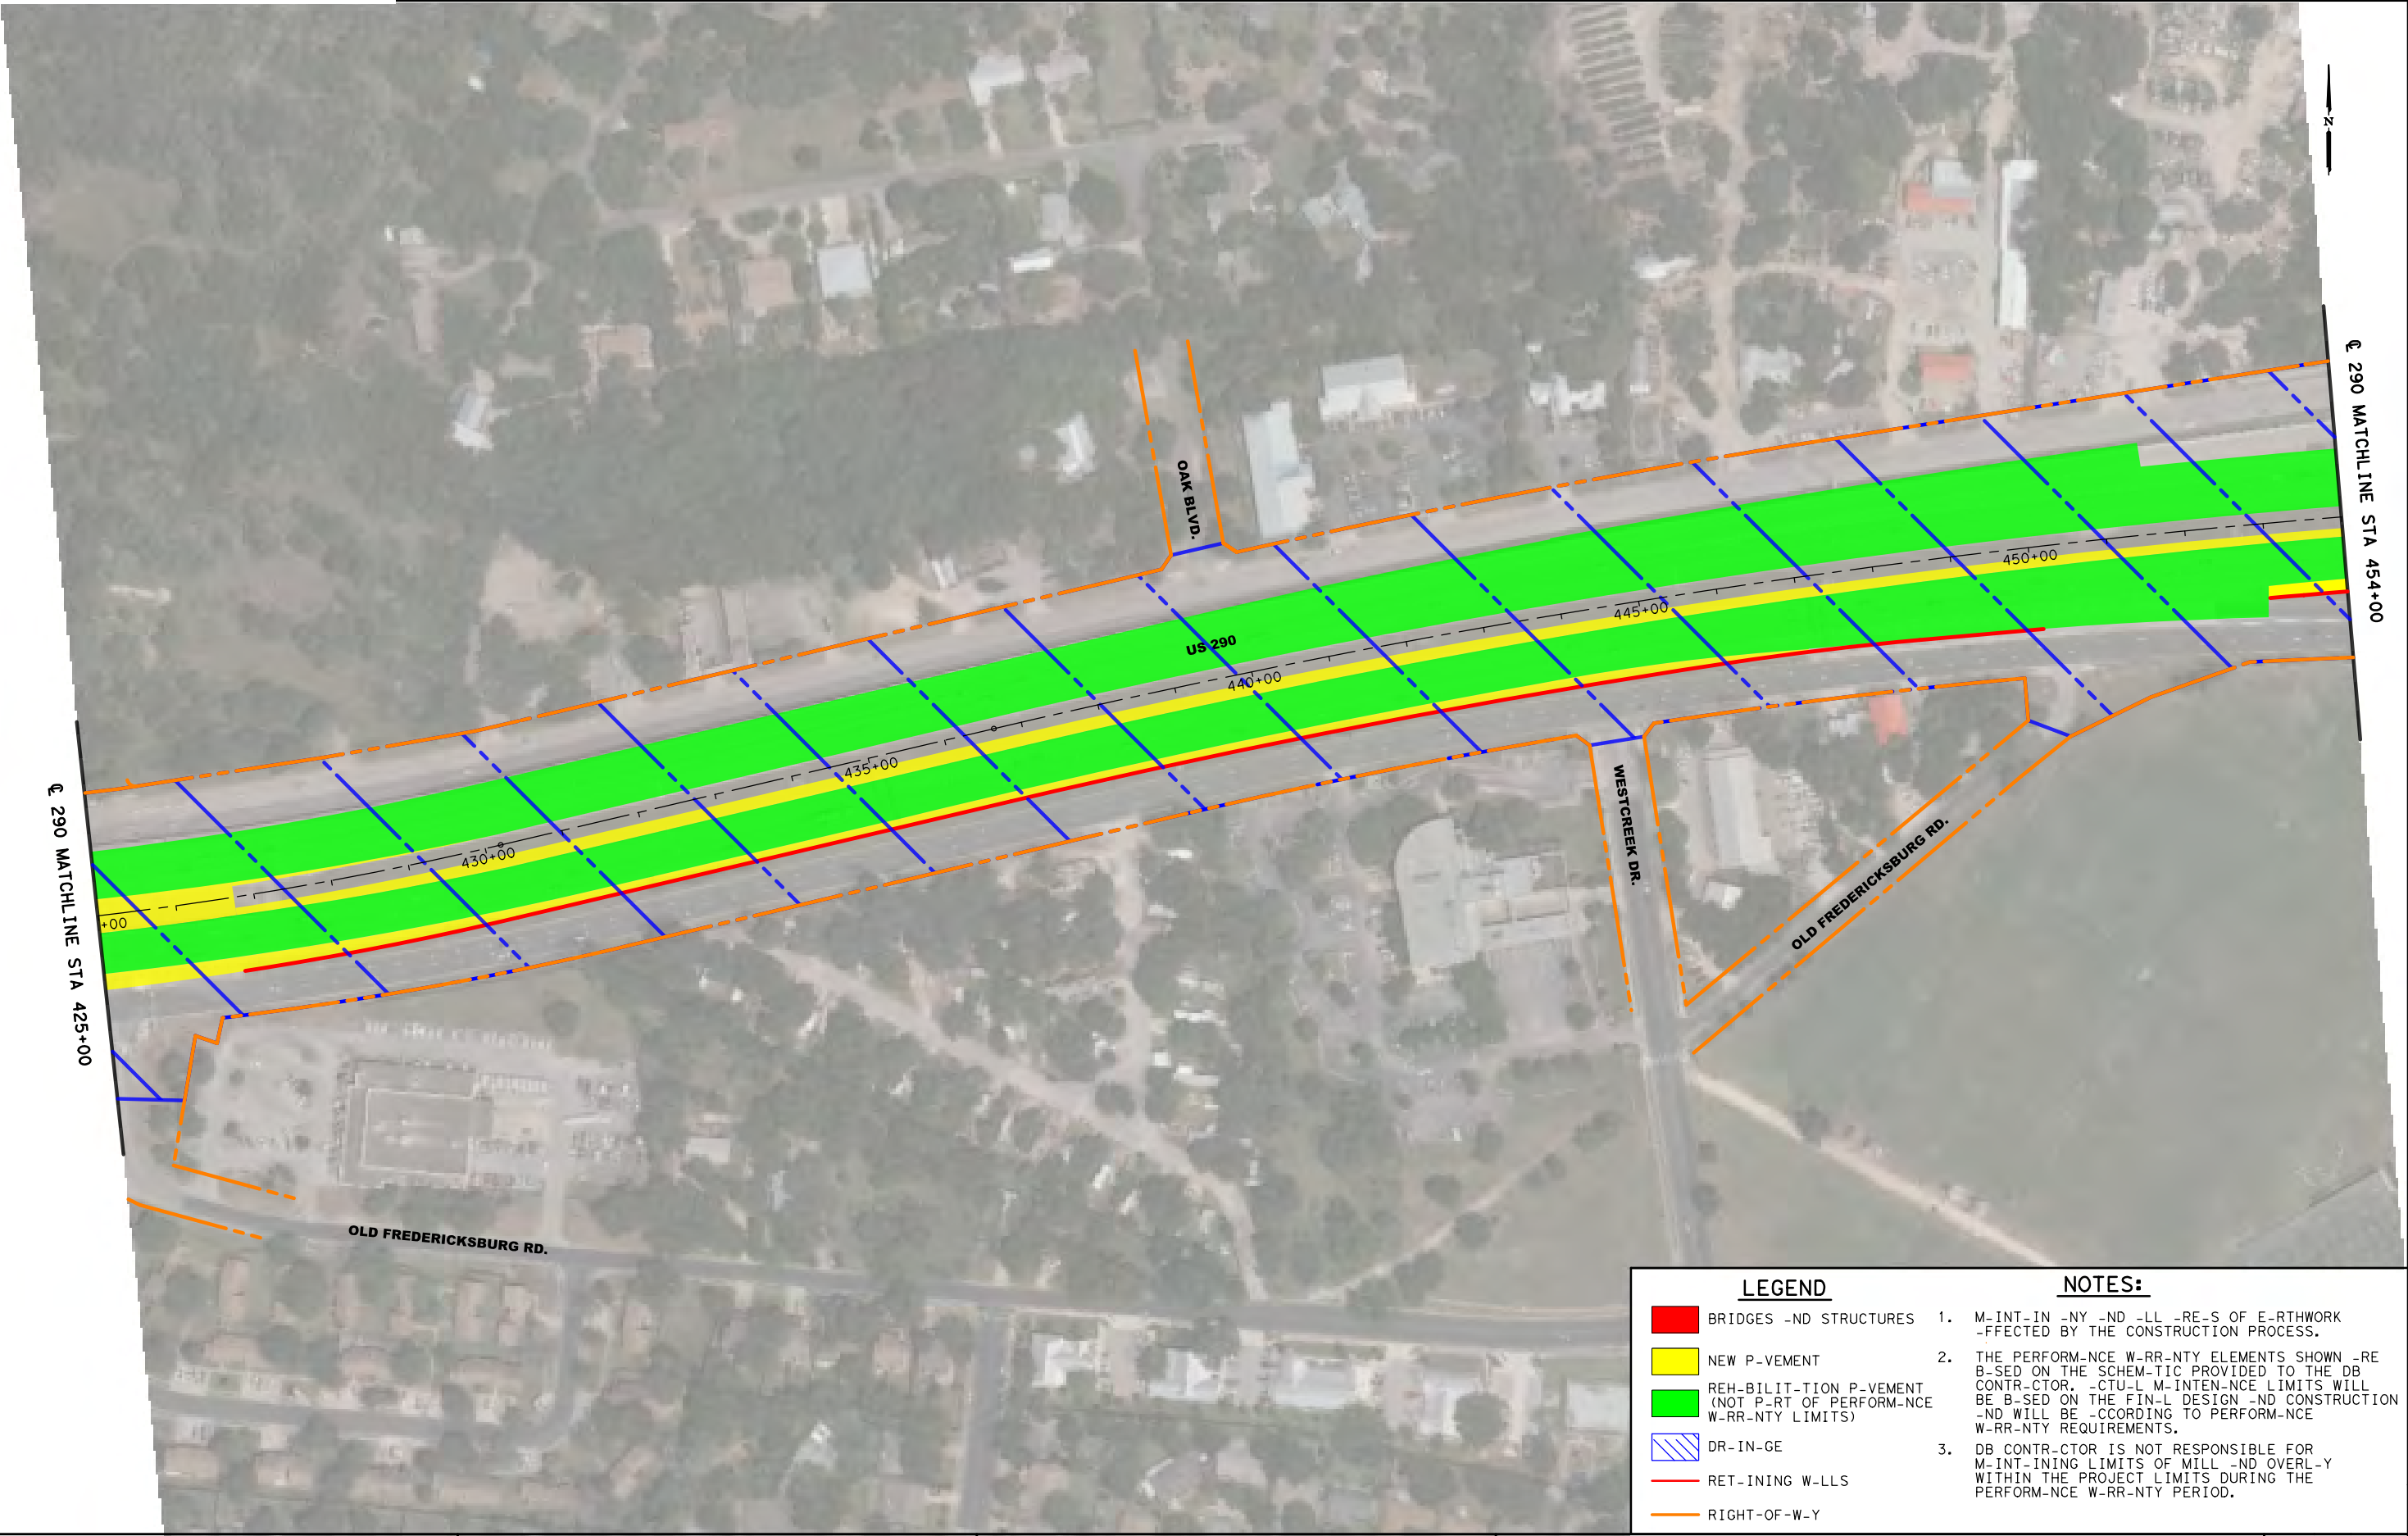 N
℄ 290 MATCHLINE STA 454+00
OAK BLVD.
450+00
445+00
US 290
440+00
435+00
430+00
+00
℄ 290 MATCHLINE STA 425+00
WESTCREEK DR.
OLD FREDERICKSBURG RD.
OLD FREDERICKSBURG RD.
LEGEND
BRIDGES -ND STRUCTURES
NEW P-VEMENT
REH-BILIT-TION P-VEMENT
(NOT P-RT OF PERFORM-NCE
W-RR-NTY LIMITS)
DR-IN-GE
RET-INING W-LLS
RIGHT-OF-W-Y
NOTES:
1. M-INT-IN -NY -ND -LL -RE-S OF E-RTHWORK
-FFECTED BY THE CONSTRUCTION PROCESS.
2. THE PERFORM-NCE W-RR-NTY ELEMENTS SHOWN -RE
B-SED ON THE SCHEM-TIC PROVIDED TO THE DB
CONTR-CTOR. -CTU-L M-INTEN-NCE LIMITS WILL
BE B-SED ON THE FIN-L DESIGN -ND CONSTRUCTION
-ND WILL BE -CCORDING TO PERFORM-NCE
W-RR-NTY REQUIREMENTS.
3. DB CONTR-CTOR IS NOT RESPONSIBLE FOR
M-INT-INING LIMITS OF MILL -ND OVERL-Y
WITHIN THE PROJECT LIMITS DURING THE
PERFORM-NCE W-RR-NTY PERIOD.